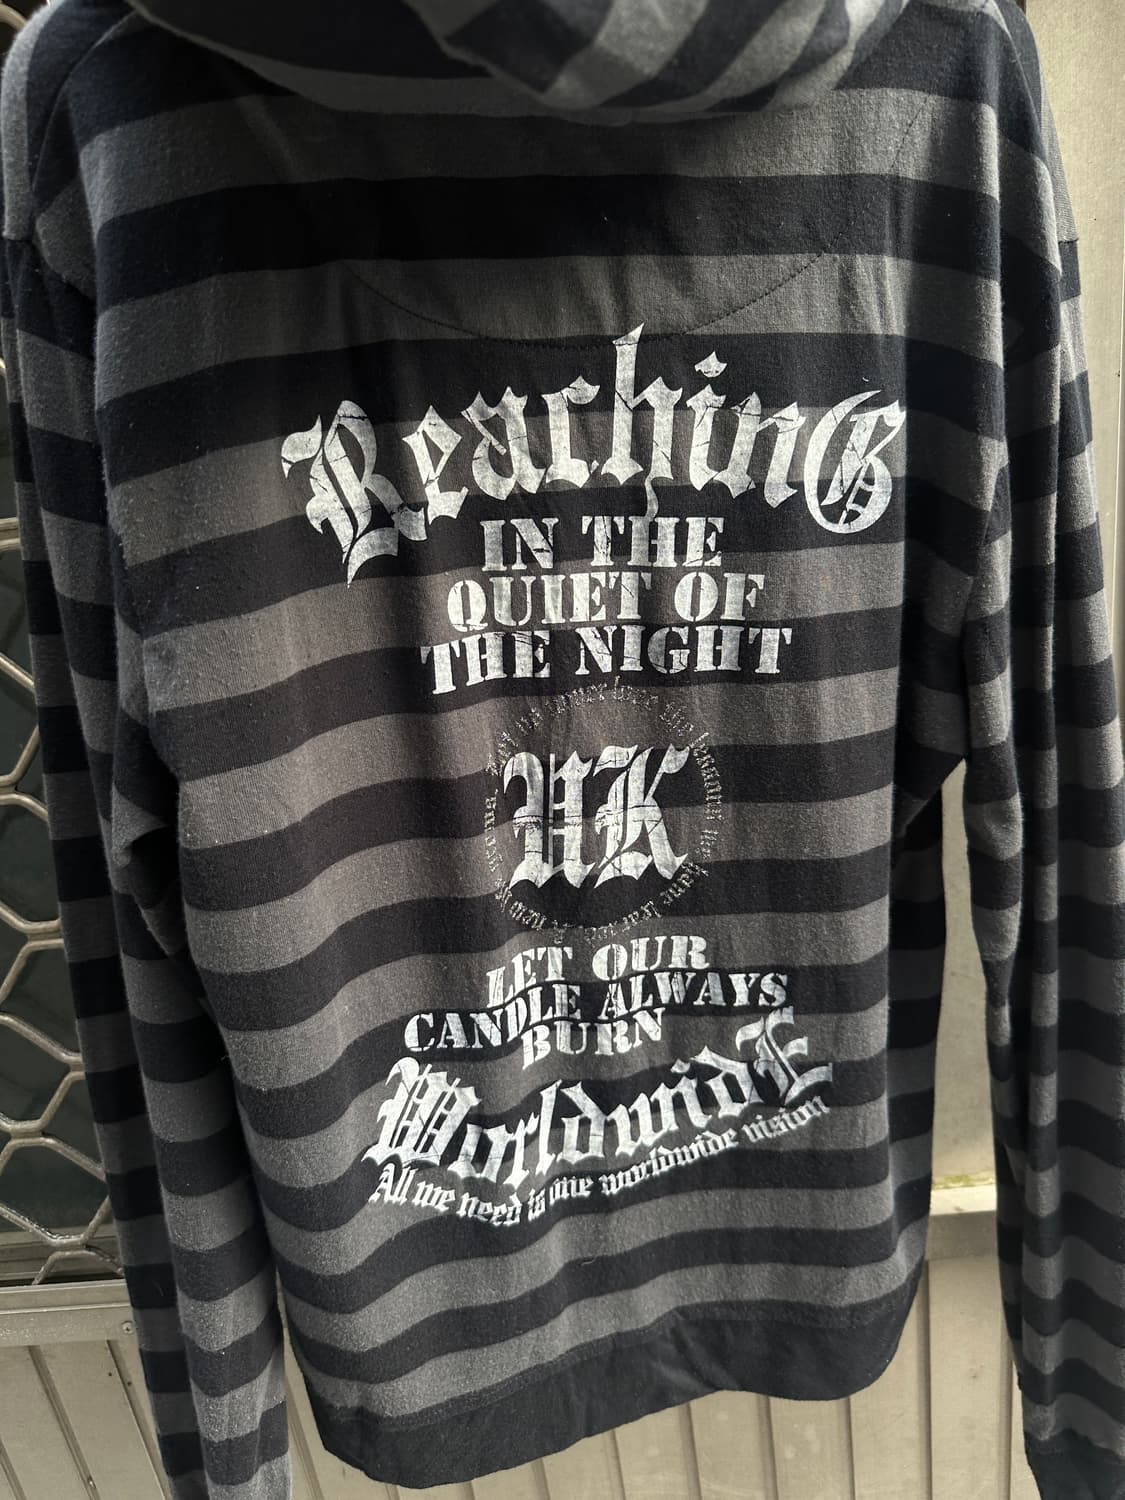 ReachinG
IN THE
QUIET OF
THE NIGHT
UK
LET OUR
CANDLE ALWAYS
BURN
WorldwidE
All we need is one worldwide vision